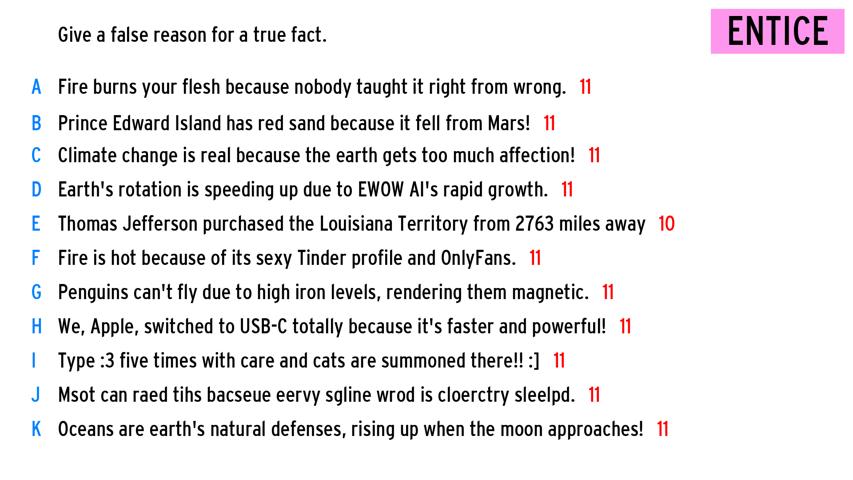 Give a false reason for a true fact.
ENTICE
A Fire burns your flesh because nobody taught it right from wrong. 11
B Prince Edward Island has red sand because it fell from Mars! 11
C Climate change is real because the earth gets too much affection! 11
D Earth's rotation is speeding up due to EWOW AI's rapid growth. 11
E Thomas Jefferson purchased the Louisiana Territory from 2763 miles away 10
F Fire is hot because of its sexy Tinder profile and OnlyFans. 11
G Penguins can't fly due to high iron levels, rendering them magnetic. 11
H We, Apple, switched to USB-C totally because it's faster and powerful! 11
I Type :3 five times with care and cats are summoned there!! :] 11
J Msot can raed tihs bacseue eervy sgline wrod is cloerctry sleelpd. 11
K Oceans are earth's natural defenses, rising up when the moon approaches! 11